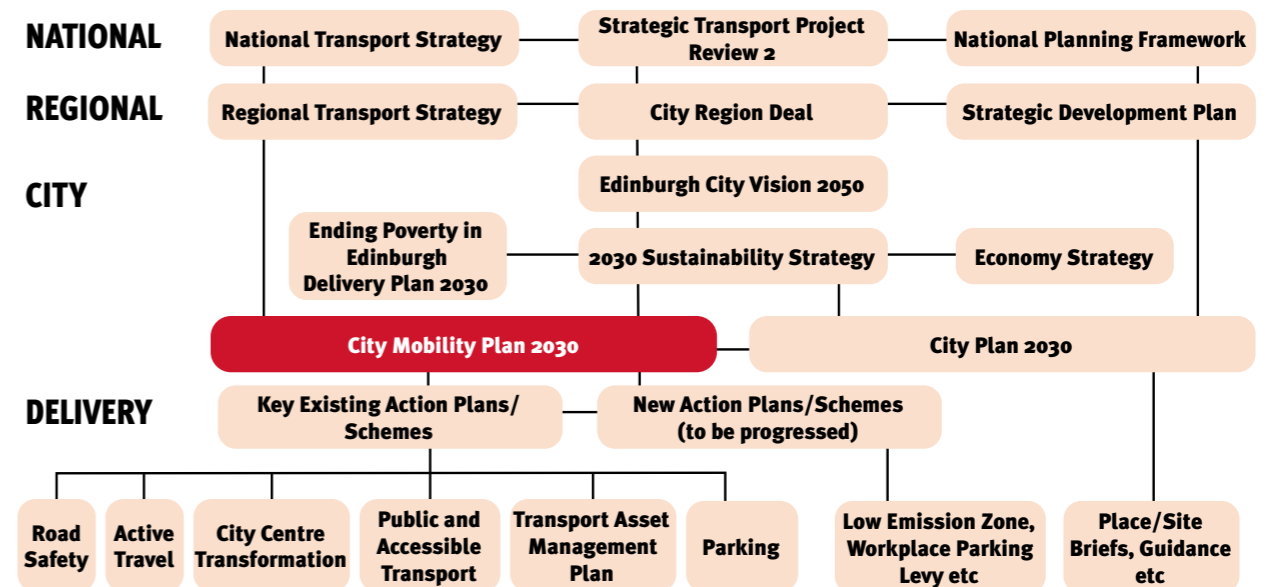 NATIONAL
National Transport Strategy
Strategic Transport Project
Review 2
National Planning Framework
REGIONAL
Regional Transport Strategy
City Region Deal
Strategic Development Plan
CITY
Edinburgh City Vision 2050
Ending Poverty in
Edinburgh
Delivery Plan 2030
2030 Sustainability Strategy
Economy Strategy
City Mobility Plan 2030
City Plan 2030
DELIVERY
Key Existing Action Plans/
Schemes
New Action Plans/Schemes
(to be progressed)
Road
Safety
Active
Travel
City Centre
Transformation
Public and
Accessible
Transport
Transport Asset
Management
Plan
Parking
Low Emission Zone,
Workplace Parking
Levy etc
Place/Site
Briefs, Guidance
etc